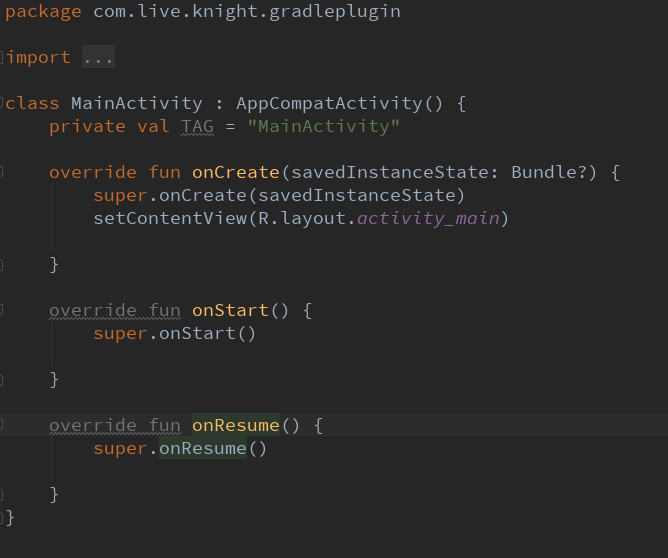 package com.live.knight.gradleplugin
import ...
class MainActivity : AppCompatActivity() {
private val TAG = "MainActivity"
override fun onCreate(savedInstanceState: Bundle?) {
super.onCreate(savedInstanceState)
setContentView(R.layout.activity_main)
}
override fun onStart() {
super.onStart()
}
override fun onResume() {
super.onResume()
}
}